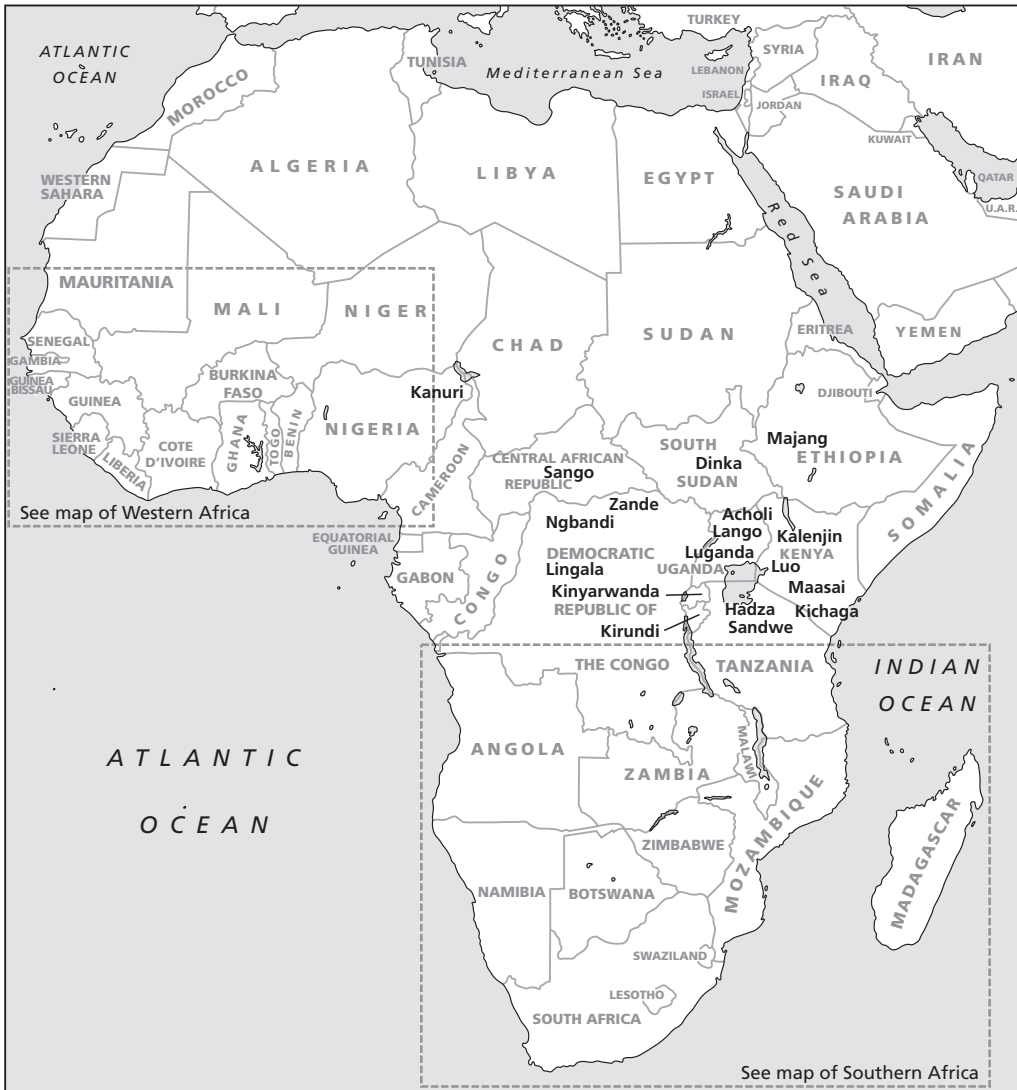 TURKEY
ATLANTIC
OCEAN
TUNISIA
Mediterranean Sea
SYRIA
LEBANON
IRAQ
IRAN
ISRAEL
JORDAN
MOROCCO
KUWAIT
ALGERIA
LIBYA
EGYPT
WESTERN
SAHARA
QATAR
SAUDI
ARABIA
U.A.R.
Red Sea
MAURITANIA
MALI
NIGER
CHAD
SUDAN
ERITREA
YEMEN
SENEGAL
GAMBIA
GUINEA
BISSAU
GUINEA
BURKINA
FASO
Kanuri
DJIBOUTI
SIERRA
LEONE
LIBERIA
COTE
D'IVOIRE
GHANA
TOGO
BENIN
NIGERIA
CAMEROON
CENTRAL AFRICAN
Sango
REPUBLIC
SOUTH
Dinka
SUDAN
Majang
ETHIOPIA
SOMALIA
See map of Western Africa
Zande
Ngbandi
Acholi
Lango
Kalenjin
KENYA
EQUATORIAL
GUINEA
DEMOCRATIC
Lingala
Luganda
UGANDA
Luo
GABON
CONGO
Maasai
Kinyarwanda
REPUBLIC OF
Hadza
Kichaga
Kirundi
Sandwe
THE CONGO
TANZANIA
INDIAN
OCEAN
ANGOLA
ZAMBIA
MALAWI
ATLANTIC
OCEAN
MOZAMBIQUE
MADAGASCAR
ZIMBABWE
NAMIBIA
BOTSWANA
SWAZILAND
LESOTHO
SOUTH AFRICA
See map of Southern Africa